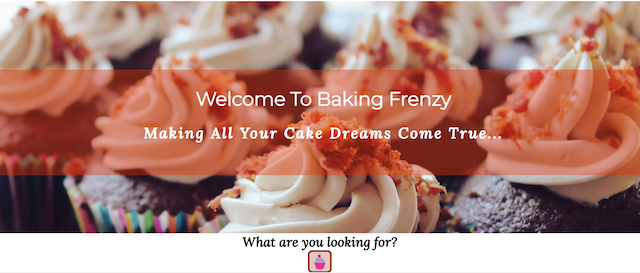 Welcome To Baking Frenzy
Making All Your Cake Dreams Come True...
What are you looking for?